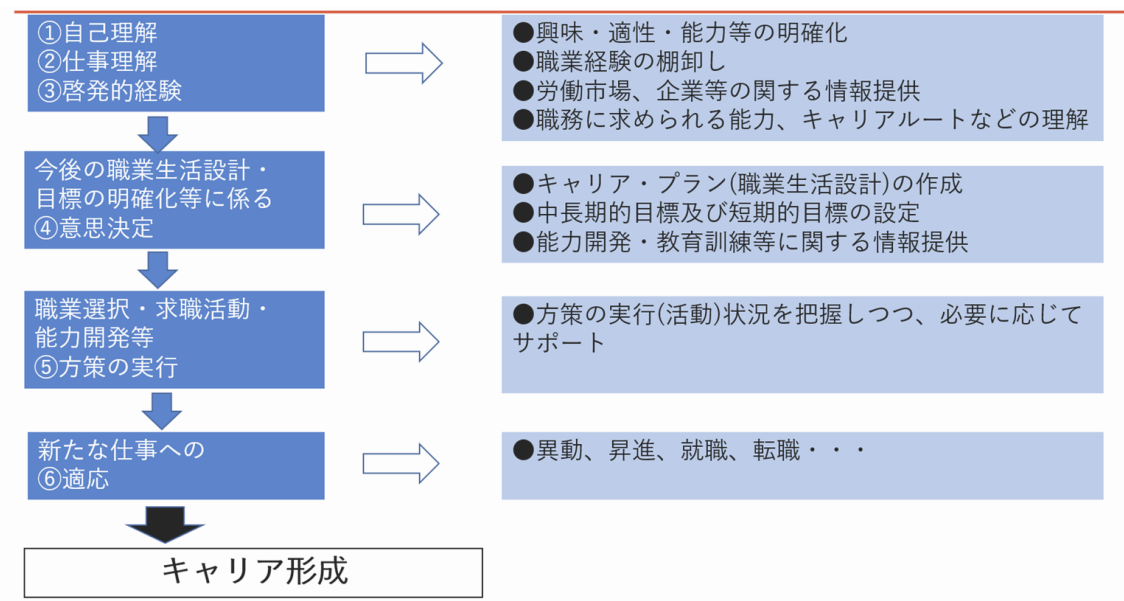 ①自己理解
②仕事理解
③啓発的経験
●興味・適性・能力等の明確化
●職業経験の棚卸し
●労働市場、企業等の関する情報提供
●職務に求められる能力、キャリアルートなどの理解
今後の職業生活設計・
目標の明確化等に係る
④意思決定
●キャリア・プラン(職業生活設計)の作成
●中長期的目標及び短期的目標の設定
●能力開発・教育訓練等に関する情報提供
職業選択・求職活動・
能力開発等
⑤方策の実行
●方策の実行(活動)状況を把握しつつ、必要に応じて
サポート
新たな仕事への
⑥適応
●異動、昇進、就職、転職・・・
キャリア形成